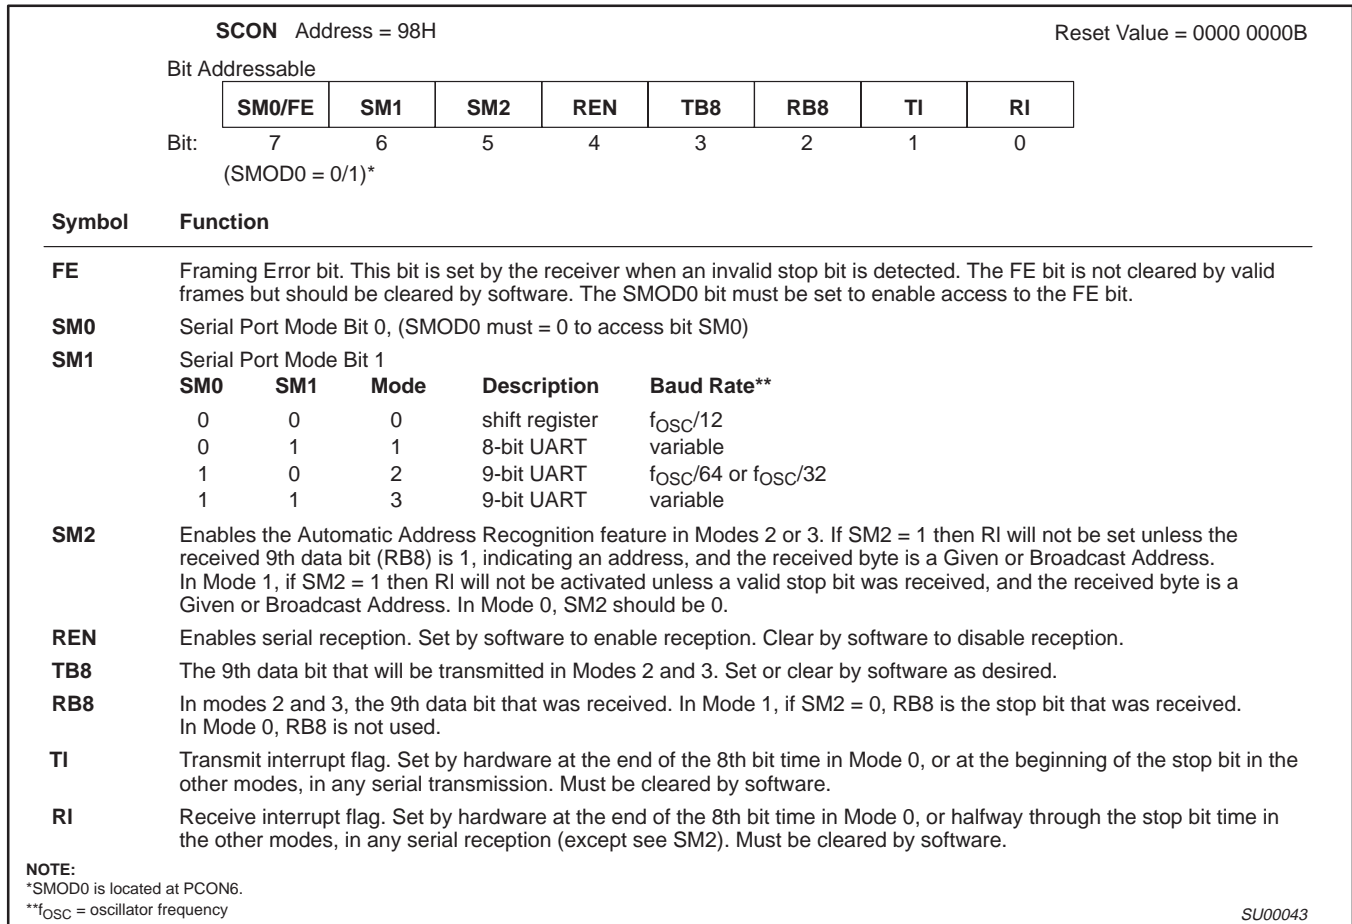 SCON Address = 98H Reset Value = 0000 0000B
Bit Addressable
SM0/FE SM1 SM2 REN TB8 RB8 TI RI
Bit: 7 6 5 4 3 2 1 0
(SMOD0 = 0/1)*
Symbol Function
FE Framing Error bit. This bit is set by the receiver when an invalid stop bit is detected. The FE bit is not cleared by valid
frames but should be cleared by software. The SMOD0 bit must be set to enable access to the FE bit.
SM0 Serial Port Mode Bit 0, (SMOD0 must = 0 to access bit SM0)
SM1 Serial Port Mode Bit 1
SM0 SM1 Mode Description Baud Rate**
0 0 0 shift register fOSC/12
0 1 1 8-bit UART variable
1 0 2 9-bit UART fOSC/64 or fOSC/32
1 1 3 9-bit UART variable
SM2 Enables the Automatic Address Recognition feature in Modes 2 or 3. If SM2 = 1 then RI will not be set unless the
received 9th data bit (RB8) is 1, indicating an address, and the received byte is a Given or Broadcast Address.
In Mode 1, if SM2 = 1 then RI will not be activated unless a valid stop bit was received, and the received byte is a
Given or Broadcast Address. In Mode 0, SM2 should be 0.
REN Enables serial reception. Set by software to enable reception. Clear by software to disable reception.
TB8 The 9th data bit that will be transmitted in Modes 2 and 3. Set or clear by software as desired.
RB8 In modes 2 and 3, the 9th data bit that was received. In Mode 1, if SM2 = 0, RB8 is the stop bit that was received.
In Mode 0, RB8 is not used.
TI Transmit interrupt flag. Set by hardware at the end of the 8th bit time in Mode 0, or at the beginning of the stop bit in the
other modes, in any serial transmission. Must be cleared by software.
RI Receive interrupt flag. Set by hardware at the end of the 8th bit time in Mode 0, or halfway through the stop bit time in
the other modes, in any serial reception (except see SM2). Must be cleared by software.
NOTE:
*SMOD0 is located at PCON6.
**fOSC = oscillator frequency SU00043